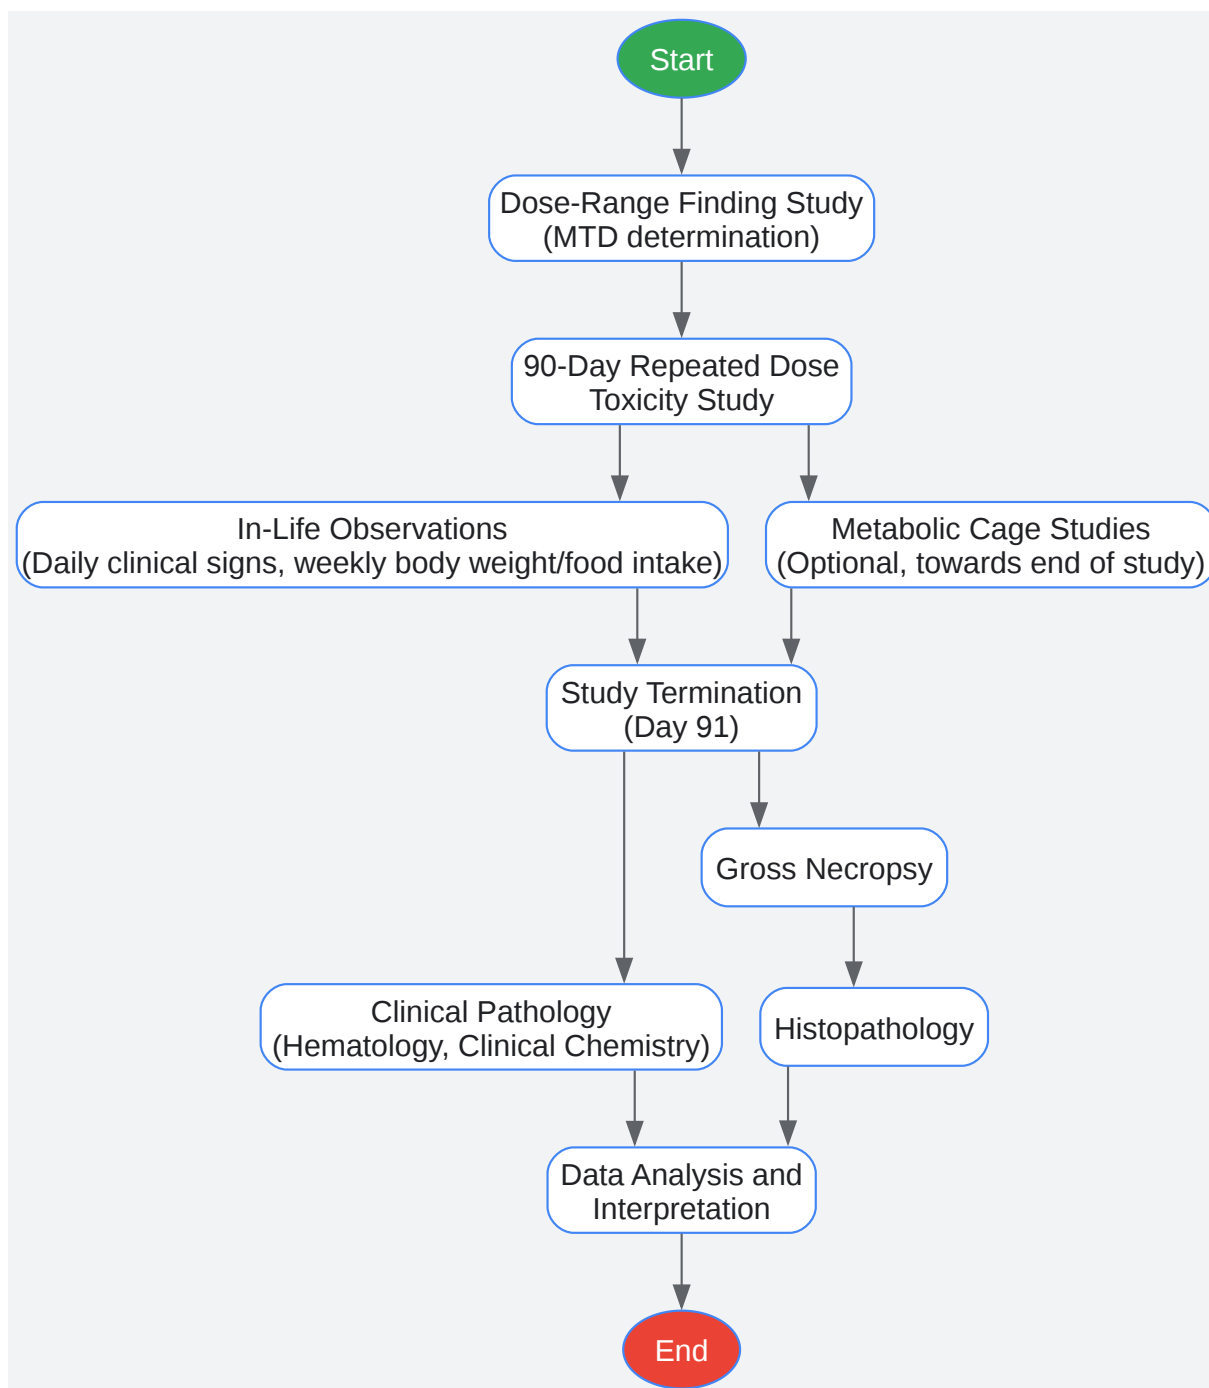 Start
Dose-Range Finding Study
(MTD determination)
90-Day Repeated Dose
Toxicity Study
In-Life Observations
(Daily clinical signs, weekly body weight/food intake)
Metabolic Cage Studies
(Optional, towards end of study)
Study Termination
(Day 91)
Gross Necropsy
Clinical Pathology
(Hematology, Clinical Chemistry)
Histopathology
Data Analysis and
Interpretation
End